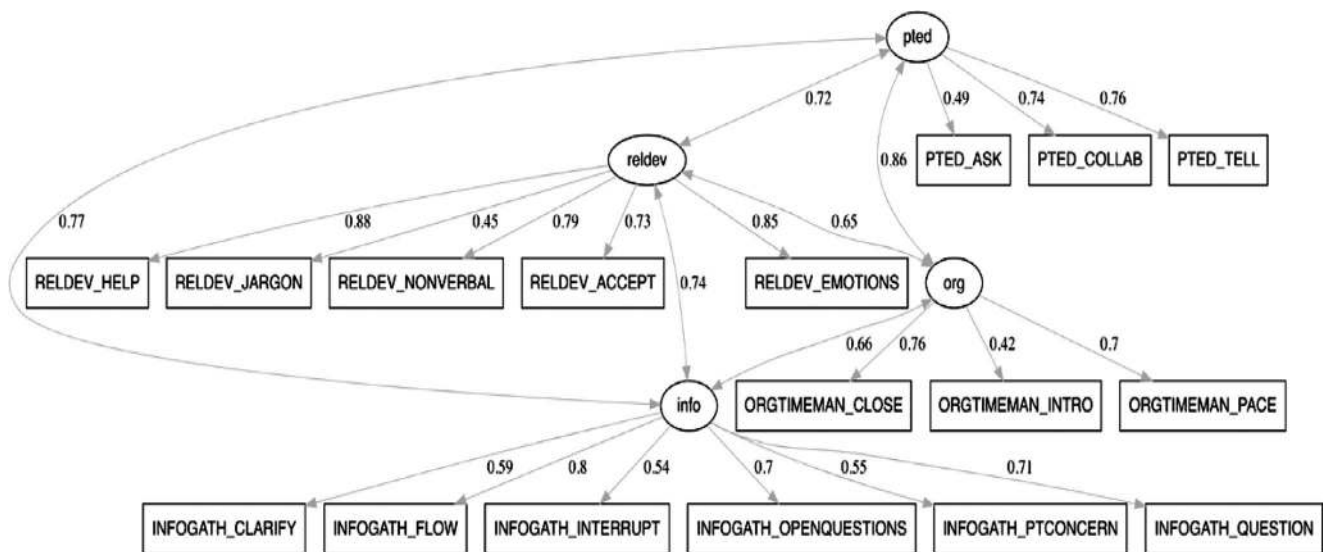 pted
0.72
0.49
0.74
0.76
PTED_ASK
PTED_COLLAB
PTED_TELL
reldev
0.86
0.77
0.88
0.45
0.79
0.73
0.85
0.65
RELDEV_HELP
RELDEV_JARGON
RELDEV_NONVERBAL
RELDEV_ACCEPT
RELDEV_EMOTIONS
0.74
org
0.66
0.76
0.42
0.7
info
ORGTIMEMAN_CLOSE
ORGTIMEMAN_INTRO
ORGTIMEMAN_PACE
0.59
0.8
0.54
0.7
0.55
0.71
INFOGATH_CLARIFY
INFOGATH_FLOW
INFOGATH_INTERRUPT
INFOGATH_OPENQUESTIONS
INFOGATH_PTCONCERN
INFOGATH_QUESTION